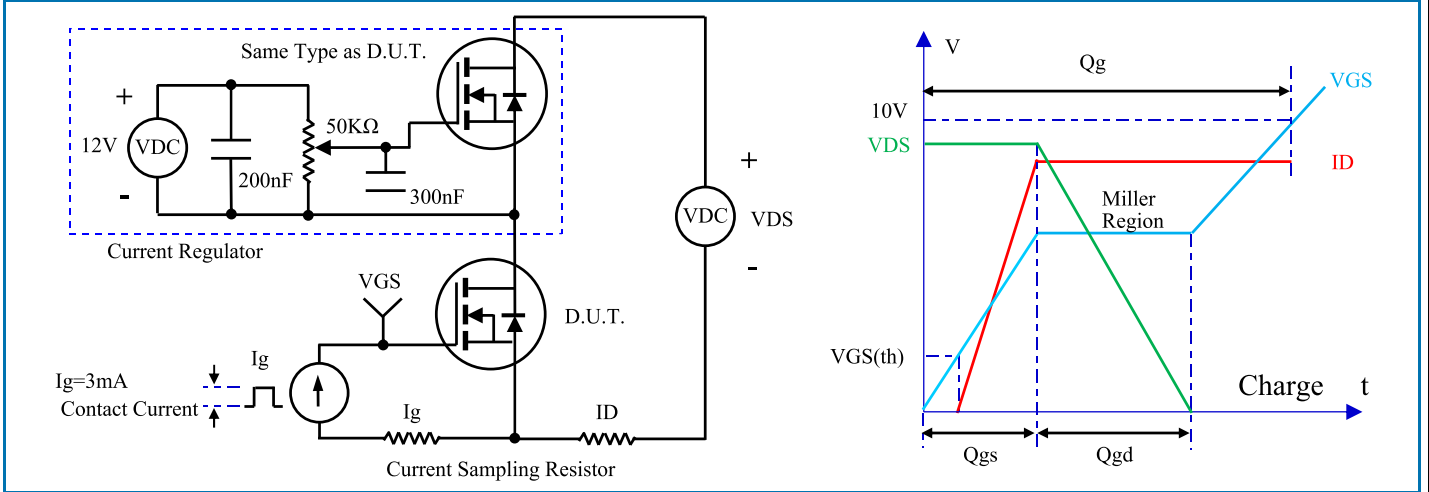 Same Type as D.U.T.
+
12V
VDC
-
200nF
50KΩ
300nF
Current Regulator
+
VDC
VDS
-
VGS
D.U.T.
Ig
Ig=3mA
Contact Current
Ig
ID
Current Sampling Resistor
V
Qg
VGS
10V
VDS
ID
Miller
Region
VGS(th)
Charge t
Qgs
Qgd